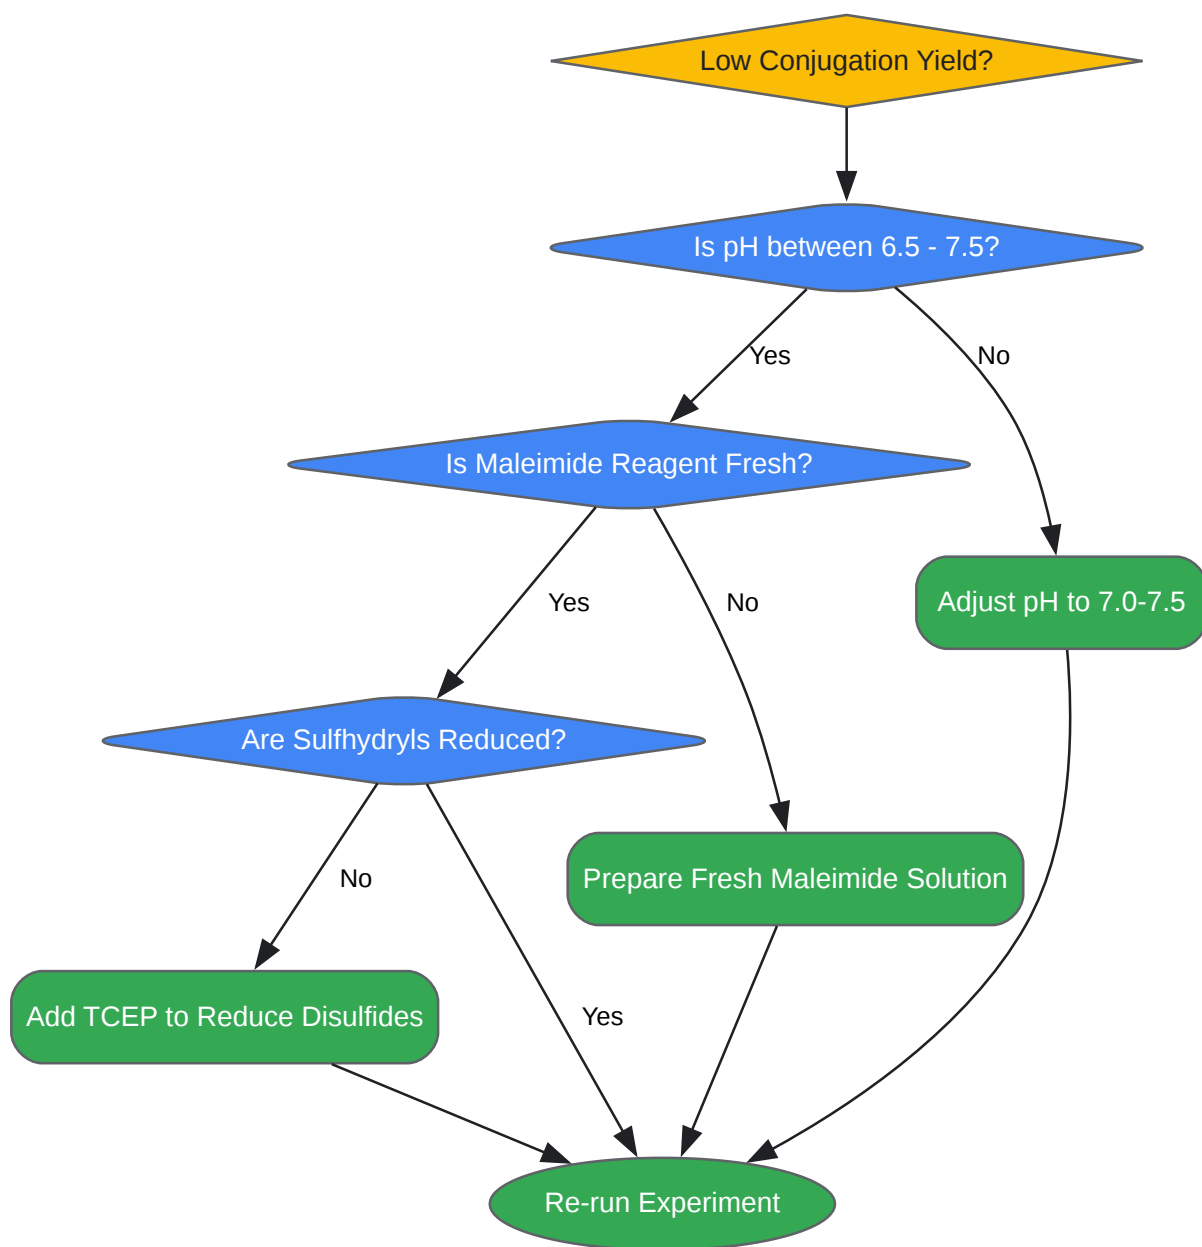 Low Conjugation Yield?
Is pH between 6.5 - 7.5?
Yes
No
Is Maleimide Reagent Fresh?
Yes
No
Adjust pH to 7.0-7.5
Are Sulfhydryls Reduced?
No
Prepare Fresh Maleimide Solution
Add TCEP to Reduce Disulfides
Yes
Re-run Experiment